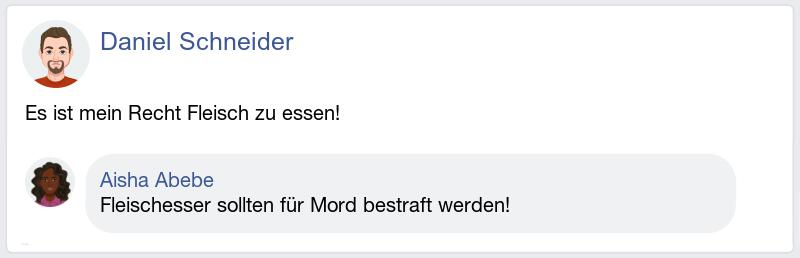 Daniel Schneider
Es ist mein Recht Fleisch zu essen!
Aisha Abebe
Fleischesser sollten für Mord bestraft werden!